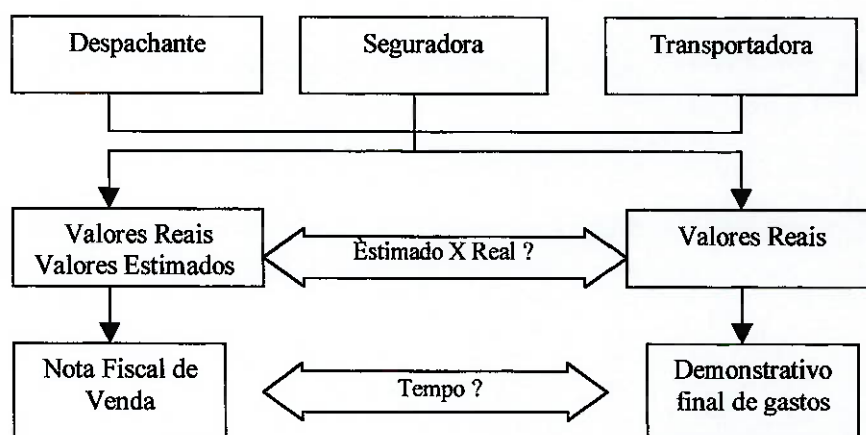 Despachante
Seguradora
Transportadora
Valores Reais
Valores Estimados
Estimado X Real ?
Valores Reais
Nota Fiscal de
Venda
Tempo ?
Demonstrativo
final de gastos